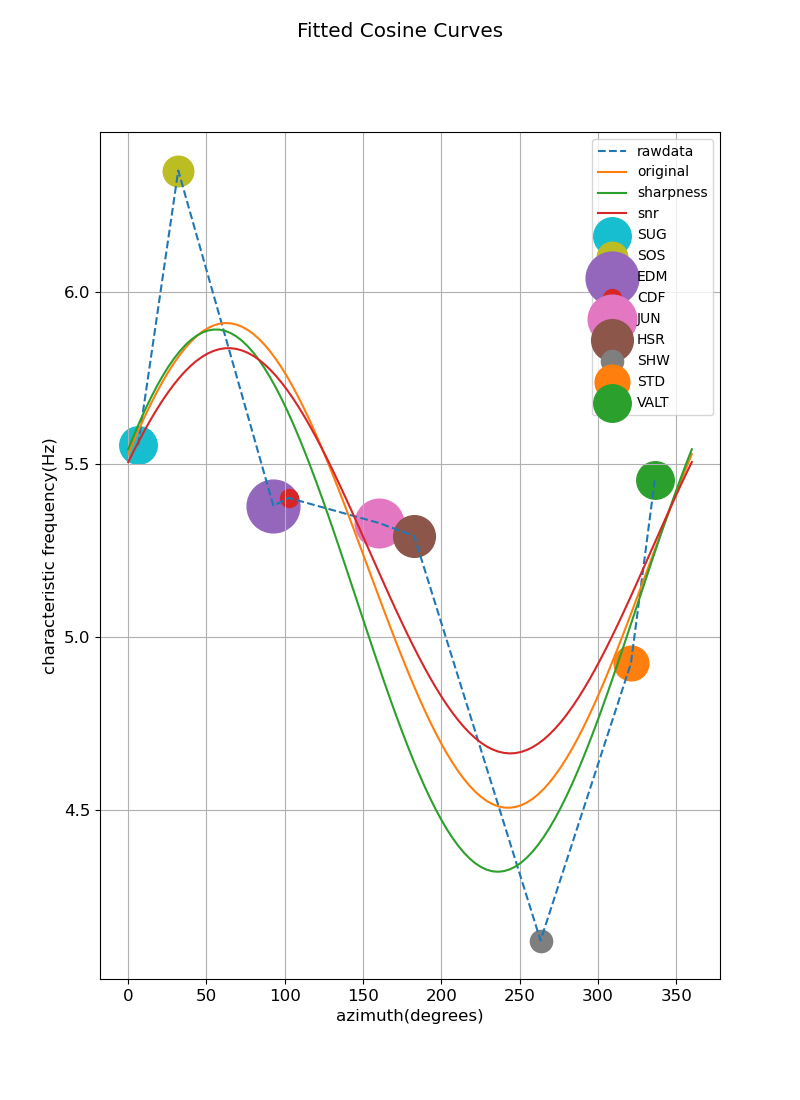 Fitted Cosine Curves
rawdata
original
sharpness
snr
SUG
SOS
EDM
CDF
JUN
HSR
SHW
STD
VALT
characteristic frequency(Hz)
6.0
5.5
5.0
4.5
0 50 100 150 200 250 300 350
azimuth(degrees)